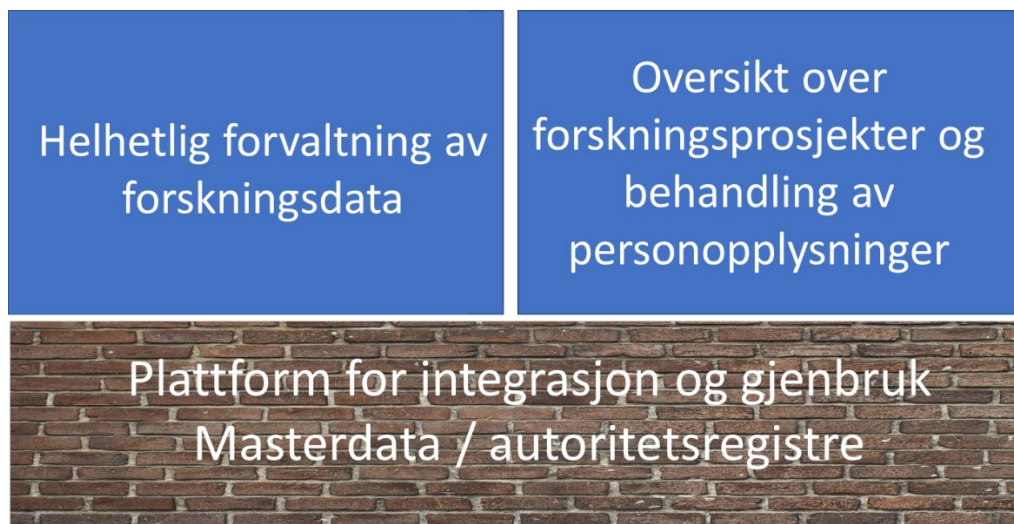 Helhetlig forvaltning av
forskningsdata
Oversikt over
forskningsprosjekter og
behandling av
personopplysninger
Plattform for integrasjon og gjenbruk
Masterdata / autoritetsregistre